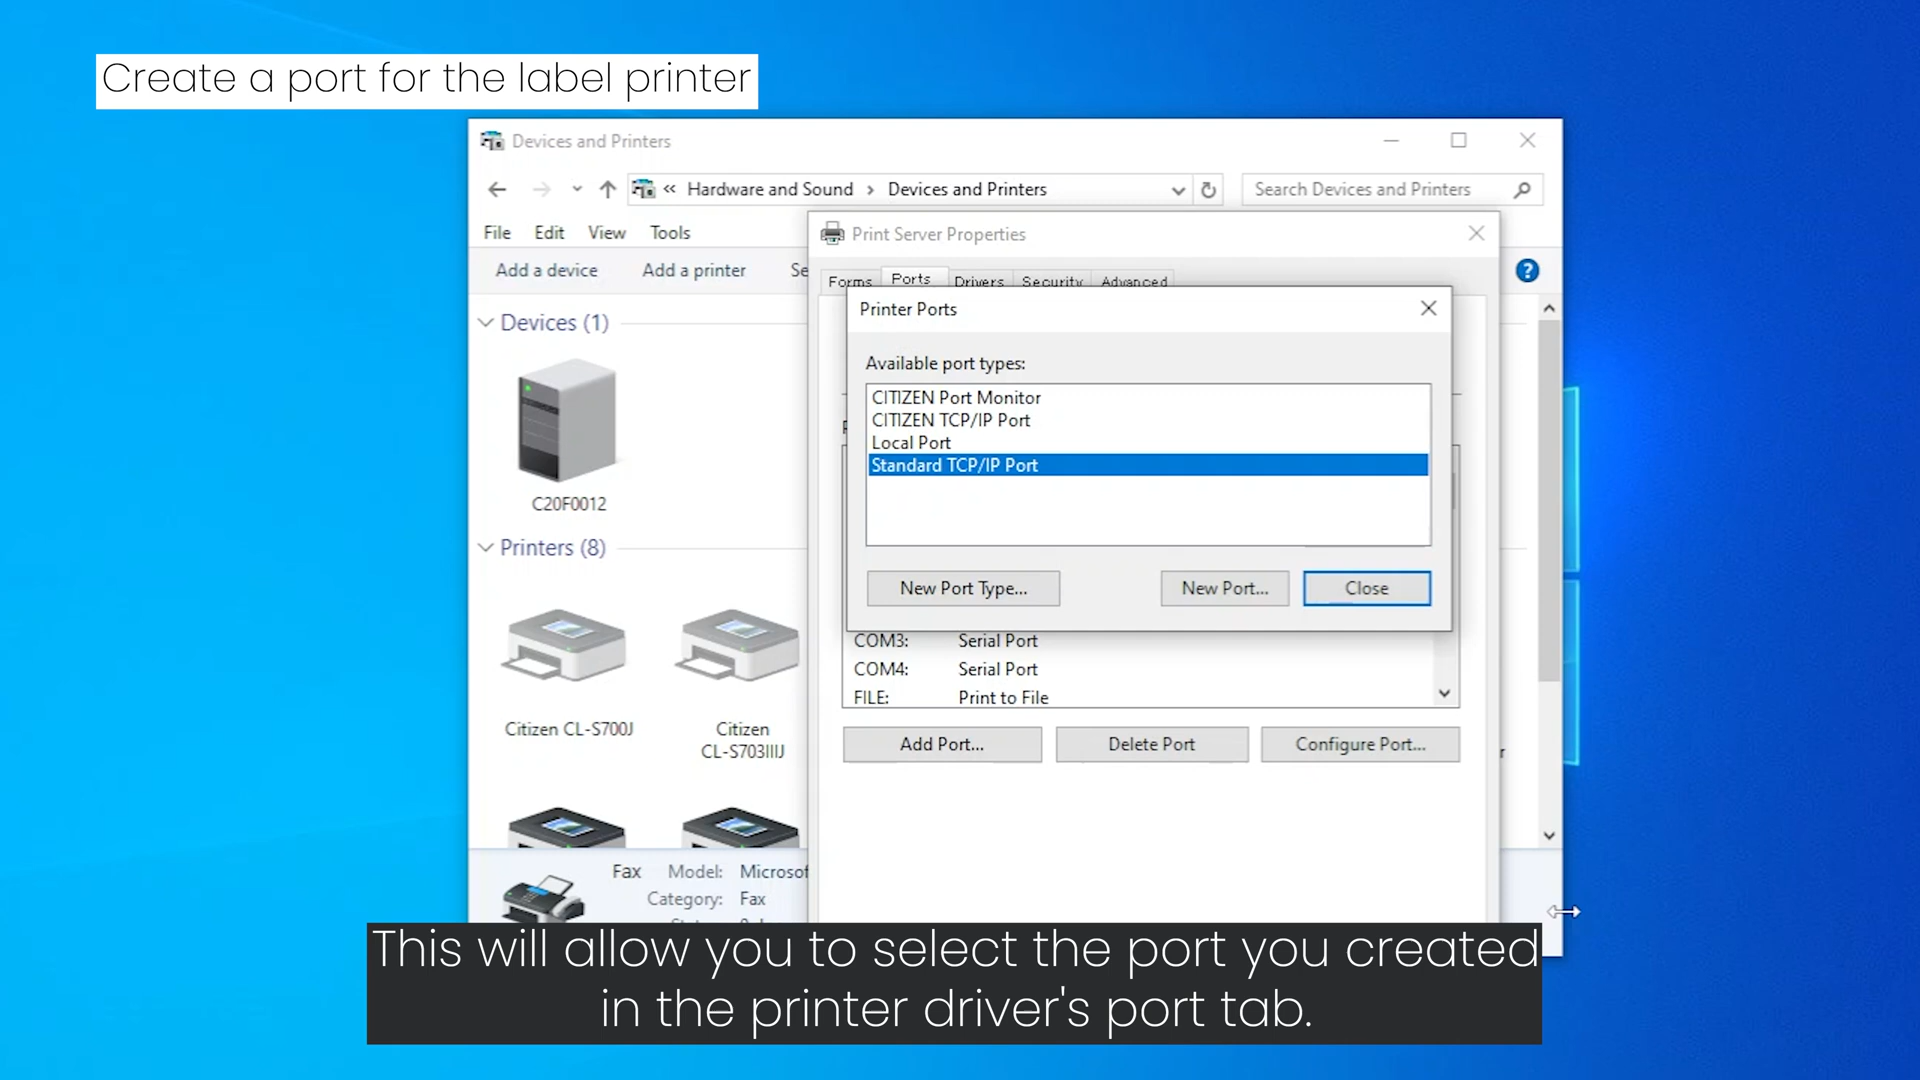 Create a port for the label printer
Devices and Printers
« Hardware and Sound › Devices and Printers
Search Devices and Printers
File Edit View Tools
Print Server Properties
Add a device Add a printer Se
Forms Ports Drivers Security Advanced
Printer Ports
Devices (1)
Available port types:
CITIZEN Port Monitor
CITIZEN TCP/IP Port
Local Port
Standard TCP/IP Port
C20F0012
Printers (8)
New Port Type... New Port... Close
COM3: Serial Port
COM4: Serial Port
FILE: Print to File
Citizen CL-S700J
Citizen
CL-S703IIIJ
Add Port... Delete Port Configure Port...
Fax Model: Microsof
Category: Fax
This will allow you to select the port you created
in the printer driver's port tab.